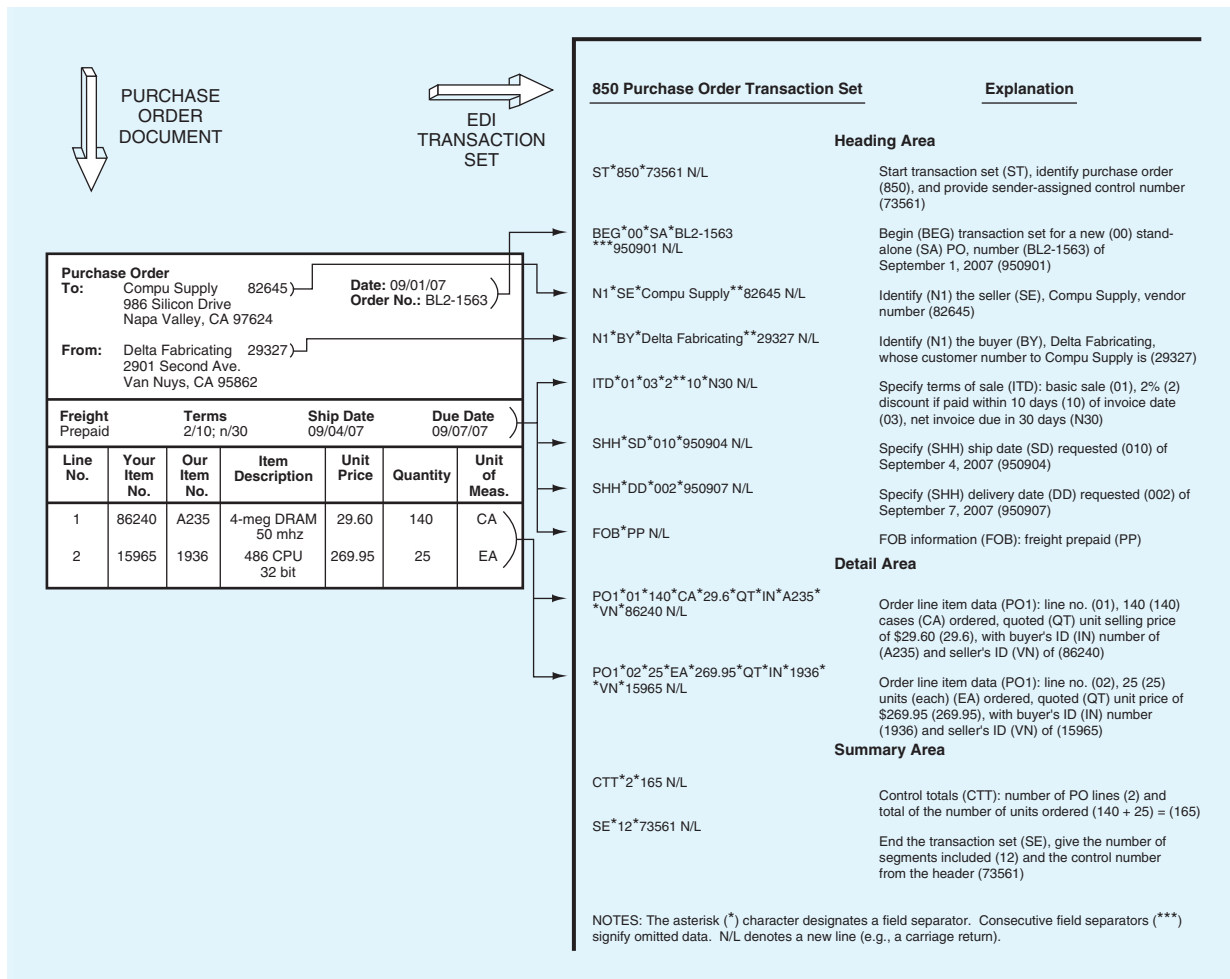 PURCHASE
ORDER
DOCUMENT
EDI
TRANSACTION
SET
Purchase Order
To: Compu Supply 82645
986 Silicon Drive
Napa Valley, CA 97624
Date: 09/01/07
Order No.: BL2-1563
From: Delta Fabricating 29327
2901 Second Ave.
Van Nuys, CA 95862
Freight Terms Ship Date Due Date
Prepaid 2/10; n/30 09/04/07 09/07/07
Line No. Your Item No. Our Item No. Item Description Unit Price Quantity Unit of Meas.
1 86240 A235 4-meg DRAM 29.60 140 CA
50 mhz
2 15965 1936 486 CPU 269.95 25 EA
32 bit
850 Purchase Order Transaction Set Explanation
Heading Area
ST*850*73561 N/L
Start transaction set (ST), identify purchase order
(850), and provide sender-assigned control number
(73561)
BEG*00*SA*BL2-1563
***950901 N/L
Begin (BEG) transaction set for a new (00) stand-
alone (SA) PO, number (BL2-1563) of
September 1, 2007 (950901)
N1*SE*Compu Supply**82645 N/L
Identify (N1) the seller (SE), Compu Supply, vendor
number (82645)
N1*BY*Delta Fabricating**29327 N/L
Identify (N1) the buyer (BY), Delta Fabricating,
whose customer number to Compu Supply is (29327)
ITD*01*03*2**10*N30 N/L
Specify terms of sale (ITD): basic sale (01), 2% (2)
discount if paid within 10 days (10) of invoice date
(03), net invoice due in 30 days (N30)
SHH*SD*010*950904 N/L
Specify (SHH) ship date (SD) requested (010) of
September 4, 2007 (950904)
SHH*DD*002*950907 N/L
Specify (SHH) delivery date (DD) requested (002) of
September 7, 2007 (950907)
FOB*PP N/L
FOB information (FOB): freight prepaid (PP)
Detail Area
PO1*01*140*CA*29.6*QT*IN*A235*
*VN*86240 N/L
Order line item data (PO1): line no. (01), 140 (140)
cases (CA) ordered, quoted (QT) unit selling price
of $29.60 (29.6), with buyer's ID (IN) number of
(A235) and seller's ID (VN) of (86240)
PO1*02*25*EA*269.95*QT*IN*1936*
*VN*15965 N/L
Order line item data (PO1): line no. (02), 25 (25)
units (each) (EA) ordered, quoted (QT) unit price of
$269.95 (269.95), with buyer's ID (IN) number
(1936) and seller's ID (VN) of (15965)
Summary Area
CTT*2*165 N/L
Control totals (CTT): number of PO lines (2) and
total of the number of units ordered (140 + 25) = (165)
SE*12*73561 N/L
End the transaction set (SE), give the number of
segments included (12) and the control number
from the header (73561)
NOTES: The asterisk (*) character designates a field separator. Consecutive field separators (***)
signify omitted data. N/L denotes a new line (e.g., a carriage return).